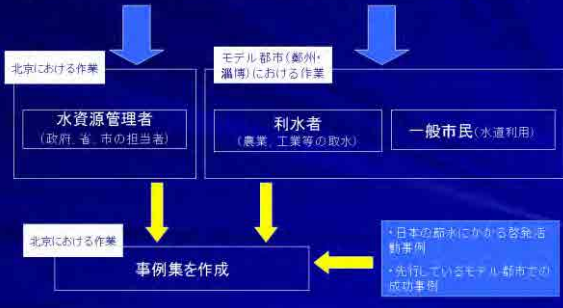 北京における作業
モデル都市(鄭州・
淄博)における作業
水資源管理者
(政府、省、市の担当者)
利水者
(農業、工業等の取水)
一般市民(水道利用)
北京における作業
事例集を作成
・日本の節水にかかる啓発活
動事例
・先行しているモデル都市での
成功事例